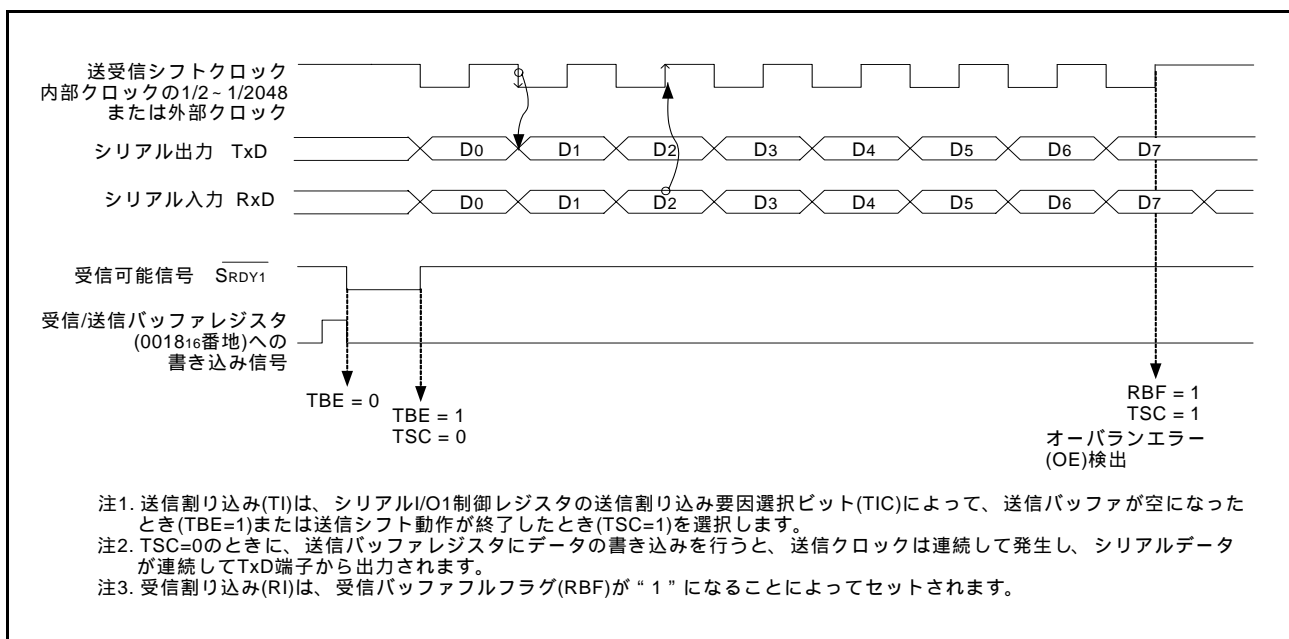 送受信シフトクロック
内部クロックの1/2~1/2048
または外部クロック
シリアル出力 TxD
D0 D1 D2 D3 D4 D5 D6 D7
シリアル入力 RxD
D0 D1 D2 D3 D4 D5 D6 D7
受信可能信号 SRDY1
受信/送信バッファレジスタ
(001816番地)への
書き込み信号
TBE = 0
TBE = 1
TSC = 0
RBF = 1
TSC = 1
オーバランエラー
(OE)検出
注1. 送信割り込み(TI)は、シリアルI/O1制御レジスタの送信割り込み要因選択ビット(TIC)によって、送信バッファが空になった
とき(TBE=1)または送信シフト動作が終了したとき(TSC=1)を選択します。
注2. TSC=0のときに、送信バッファレジスタにデータの書き込みを行うと、送信クロックは連続して発生し、シリアルデータ
が連続してTxD端子から出力されます。
注3. 受信割り込み(RI)は、受信バッファフルフラグ(RBF)が“1”になることによってセットされます。